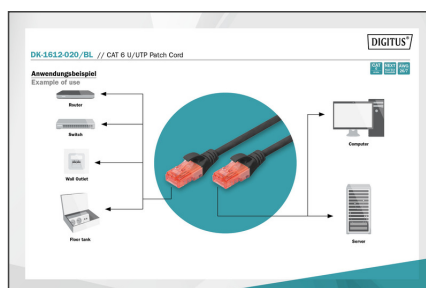 DIGITUS®
DK-1612-020/BL // CAT 6 U/UTP Patch Cord
Anwendungsbeispiel
Example of use
Router
Switch
Wall Outlet
Floor tank
Computer
Server